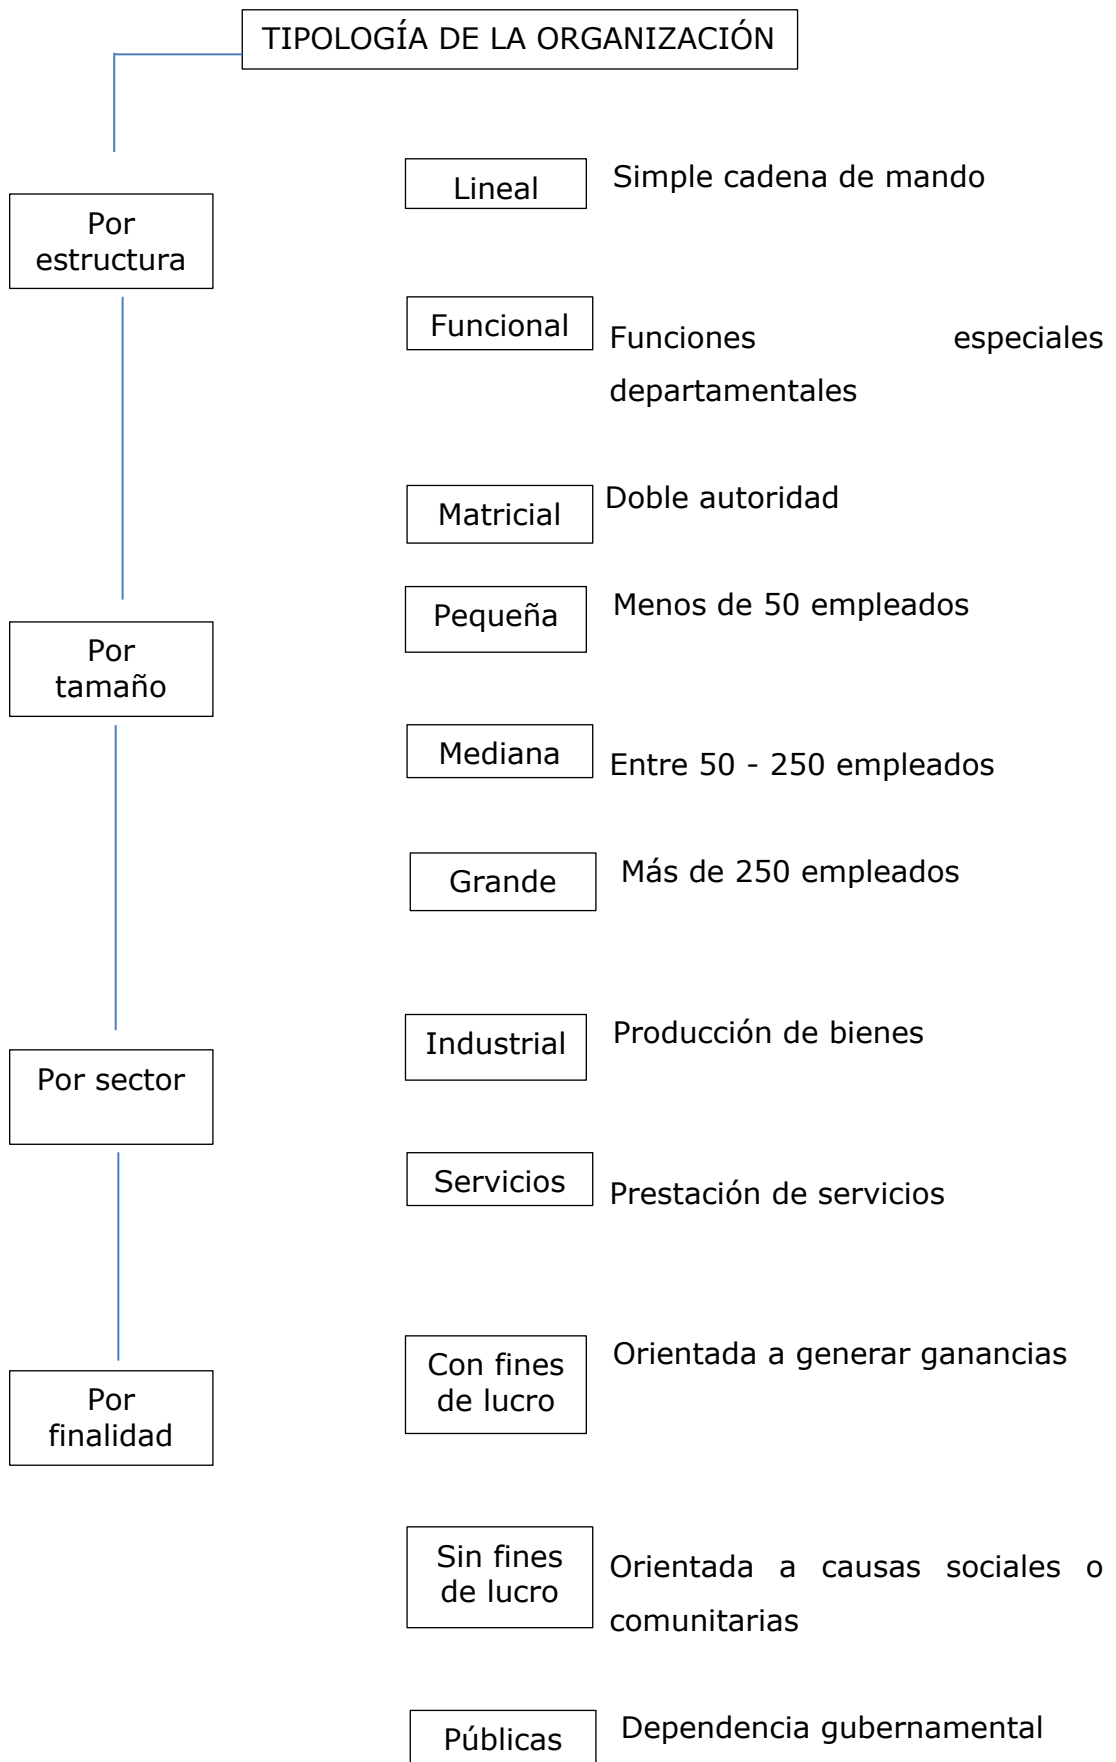 TIPOLOGÍA DE LA ORGANIZACIÓN
Por
estructura
Lineal
Simple cadena de mando
Funcional
Funciones especiales
departamentales
Matricial
Doble autoridad
Por
tamaño
Pequeña
Menos de 50 empleados
Mediana
Entre 50 - 250 empleados
Grande
Más de 250 empleados
Por sector
Industrial
Producción de bienes
Servicios
Prestación de servicios
Por
finalidad
Con fines
de lucro
Orientada a generar ganancias
Sin fines
de lucro
Orientada a causas sociales o
comunitarias
Públicas
Dependencia gubernamental